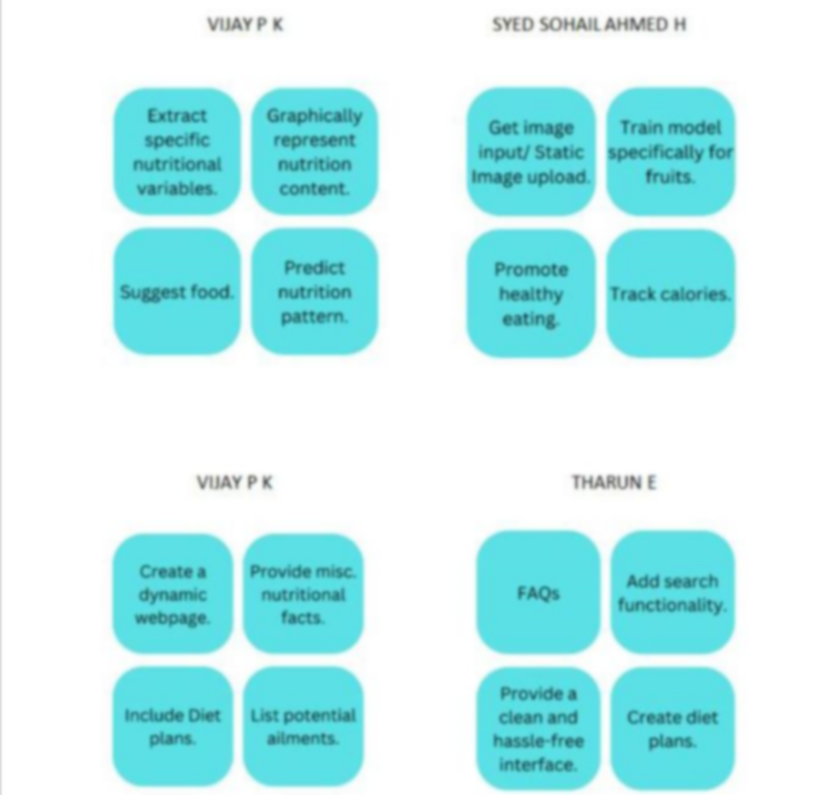 VIJAY P K
Extract
specific
nutritional
variables.
Graphically
represent
nutrition
content.
Suggest food.
Predict
nutrition
pattern.
SYED SOHAIL AHMED H
Get image
input/ Static
Image upload.
Train model
specifically for
fruits.
Promote
healthy
eating.
Track calories.
VIJAY P K
Create a
dynamic
webpage.
Provide misc.
nutritional
facts.
Include Diet
plans.
List potential
ailments.
THARUN E
FAQs
Add search
functionality.
Provide a
clean and
hassle-free
interface.
Create diet
plans.